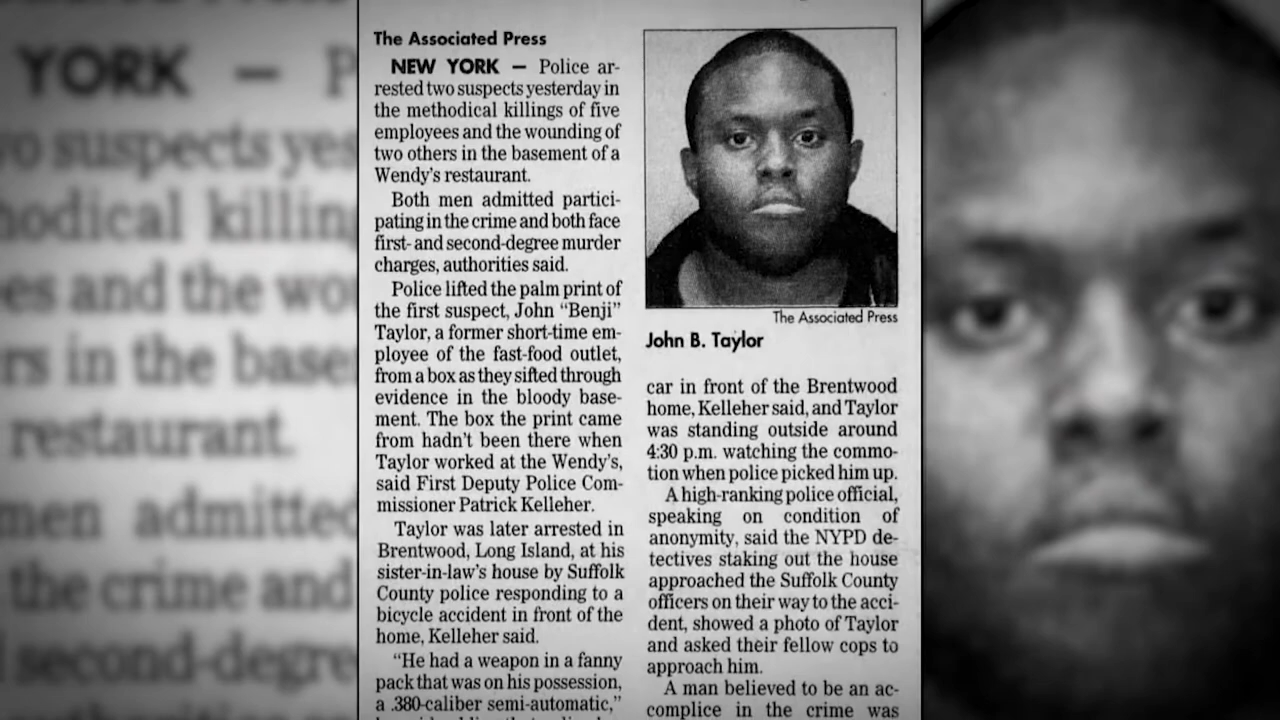 The Associated Press
NEW YORK — Police ar-
rested two suspects yesterday in
the methodical killings of five
employees and the wounding of
two others in the basement of a
Wendy's restaurant.
Both men admitted partici-
pating in the crime and both face
first- and second-degree murder
charges, authorities said.
Police lifted the palm print of
the first suspect, John “Benji”
Taylor, a former short-time em-
ployee of the fast-food outlet,
from a box as they sifted through
evidence in the bloody base-
ment. The box the print came
from hadn't been there when
Taylor worked at the Wendy's,
said First Deputy Police Com-
missioner Patrick Kelleher.
Taylor was later arrested in
Brentwood, Long Island, at his
sister-in-law's house by Suffolk
County police responding to a
bicycle accident in front of the
home, Kelleher said.
“He had a weapon in a fanny
pack that was on his possession,
a .380-caliber semi-automatic,”
The Associated Press
John B. Taylor
car in front of the Brentwood
home, Kelleher said, and Taylor
was standing outside around
4:30 p.m. watching the commo-
tion when police picked him up.
A high-ranking police official,
speaking on condition of
anonymity, said the NYPD de-
tectives staking out the house
approached the Suffolk County
officers on their way to the acci-
dent, showed a photo of Taylor
and asked their fellow cops to
approach him.
A man believed to be an ac-
complice in the crime was
YORK — P
wo suspects yes
hodical killing
es and the wou
rs in the base
restaurant.
men admitted
the crime and
second-degre